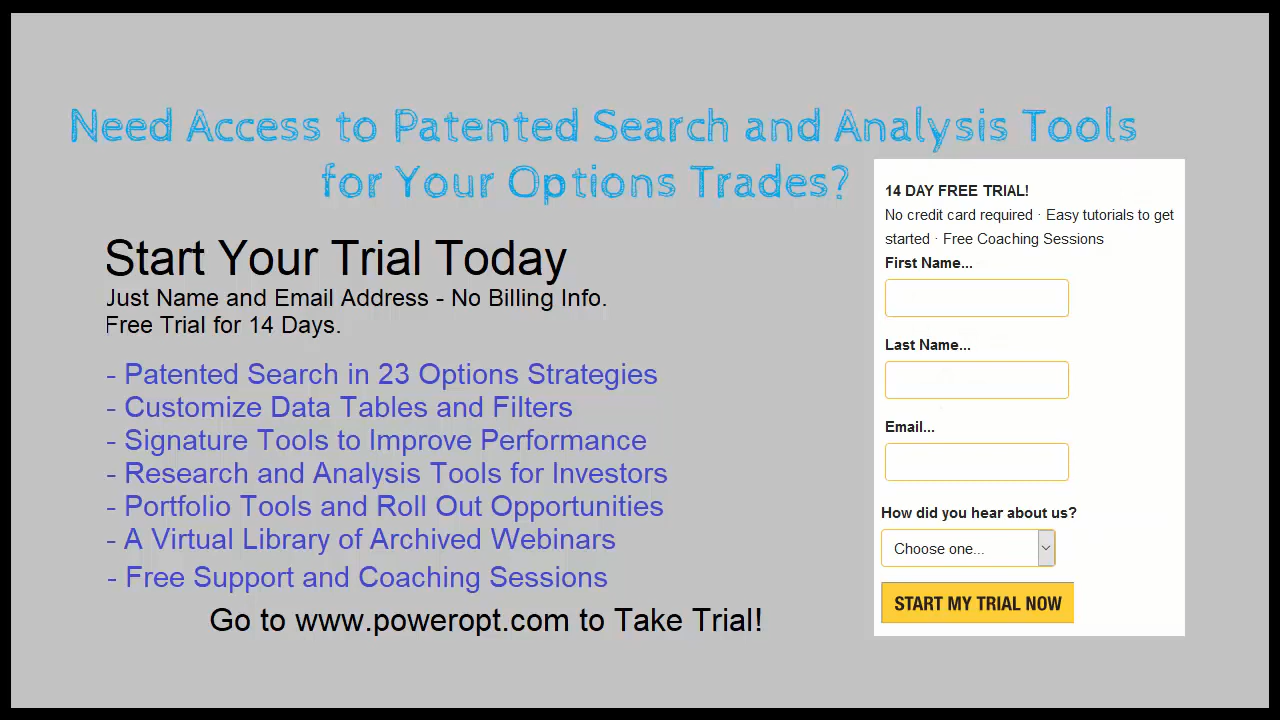 Need Access to Patented Search and Analysis Tools
for Your Options Trades?
Start Your Trial Today
Just Name and Email Address - No Billing Info.
Free Trial for 14 Days.
- Patented Search in 23 Options Strategies
- Customize Data Tables and Filters
- Signature Tools to Improve Performance
- Research and Analysis Tools for Investors
- Portfolio Tools and Roll Out Opportunities
- A Virtual Library of Archived Webinars
- Free Support and Coaching Sessions
Go to www.poweropt.com to Take Trial!
14 DAY FREE TRIAL!
No credit card required · Easy tutorials to get
started · Free Coaching Sessions
First Name...
Last Name...
Email...
How did you hear about us?
Choose one...
START MY TRIAL NOW